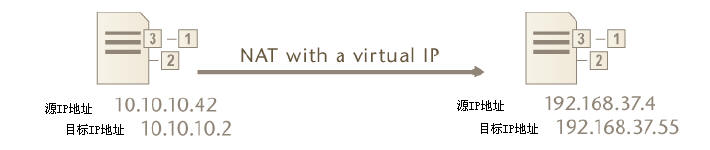 3 1
2
3 1
2
NAT with a virtual IP
源IP地址 10.10.10.42
目标IP地址 10.10.10.2
源IP地址 192.168.37.4
目标IP地址 192.168.37.55